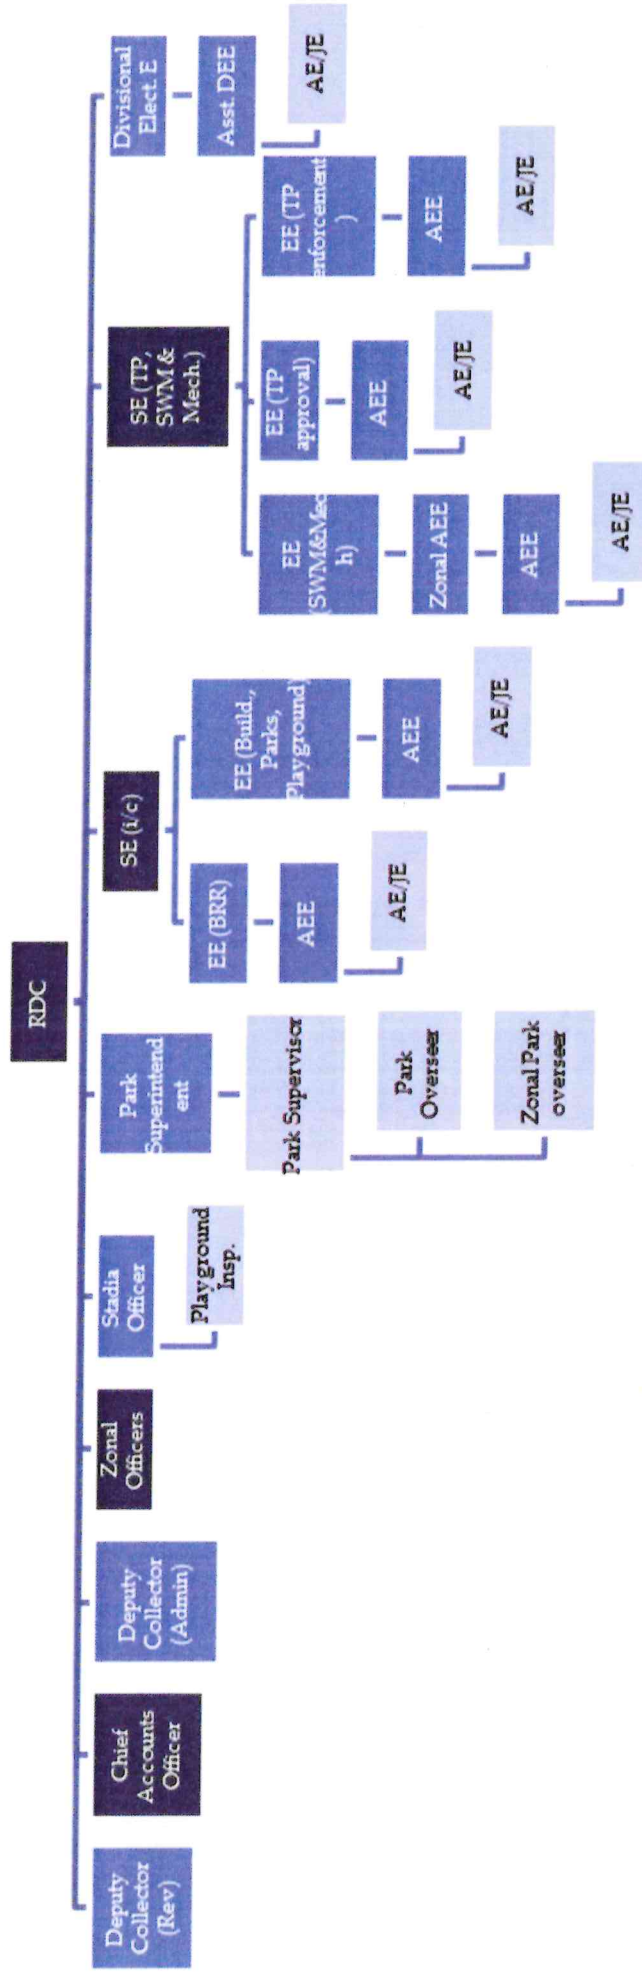 RDC
Deputy
Collector
(Rev)
Chief
Accounts
Officer
Deputy
Collector
(Admin)
Zonal
Officers
Stadia
Officer
Playground
Insp.
Park
Superintend
ent
Park Supervisor
Park
Overseer
Zonal Park
overseer
SE (i/c)
EE (BRR)
AEE
AE/JE
EE (Build.,
Parks,
Playground)
AEE
AE/JE
SE (TP,
SWM &
Mech.)
EE
(SWM&Mec
h)
Zonal AEE
AEE
AE/JE
EE (TP
approval)
AEE
AE/JE
EE (TP
enforcement
)
AEE
AE/JE
Divisional
Elect. E
Asst. DEE
AE/JE